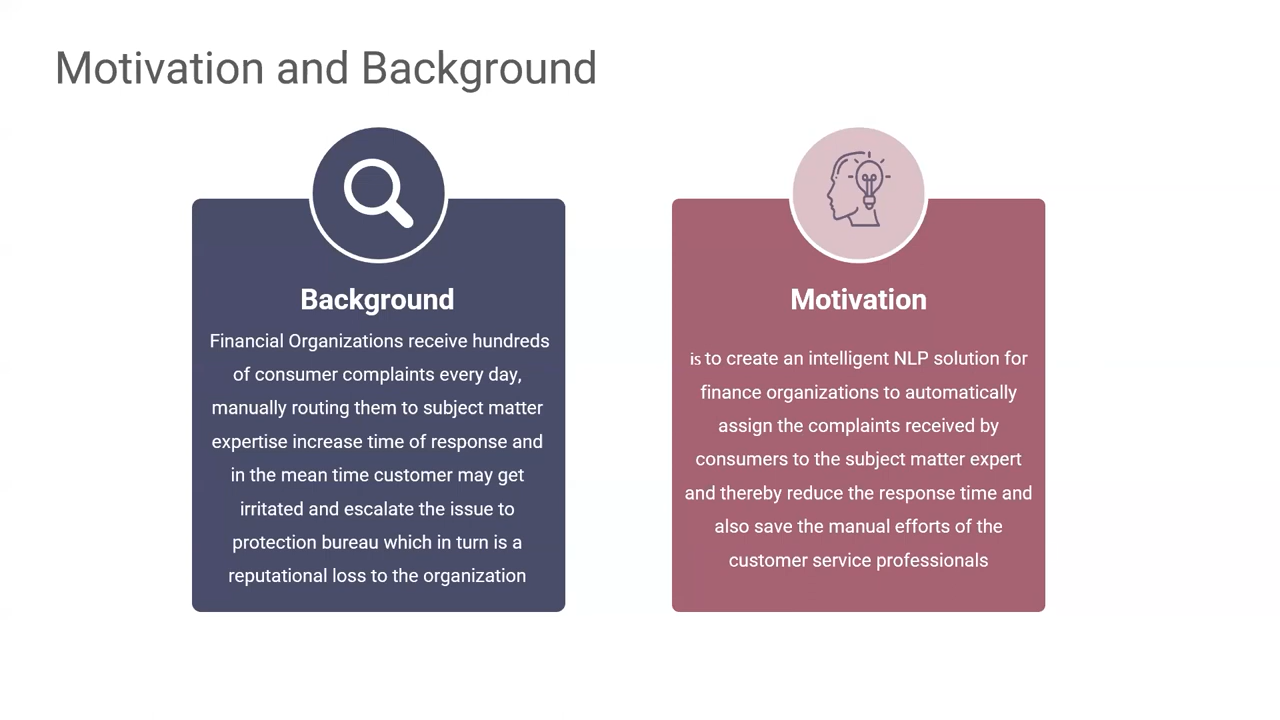 Motivation and Background
Background
Financial Organizations receive hundreds
of consumer complaints every day,
manually routing them to subject matter
expertise increase time of response and
in the mean time customer may get
irritated and escalate the issue to
protection bureau which in turn is a
reputational loss to the organization
Motivation
is to create an intelligent NLP solution for
finance organizations to automatically
assign the complaints received by
consumers to the subject matter expert
and thereby reduce the response time and
also save the manual efforts of the
customer service professionals